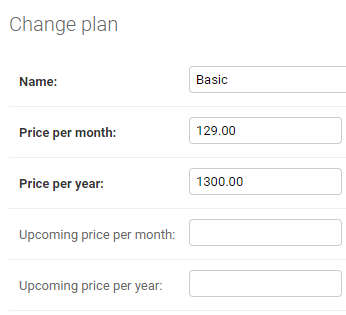 Change plan
Name: Basic
Price per month: 129.00
Price per year: 1300.00
Upcoming price per month:
Upcoming price per year: